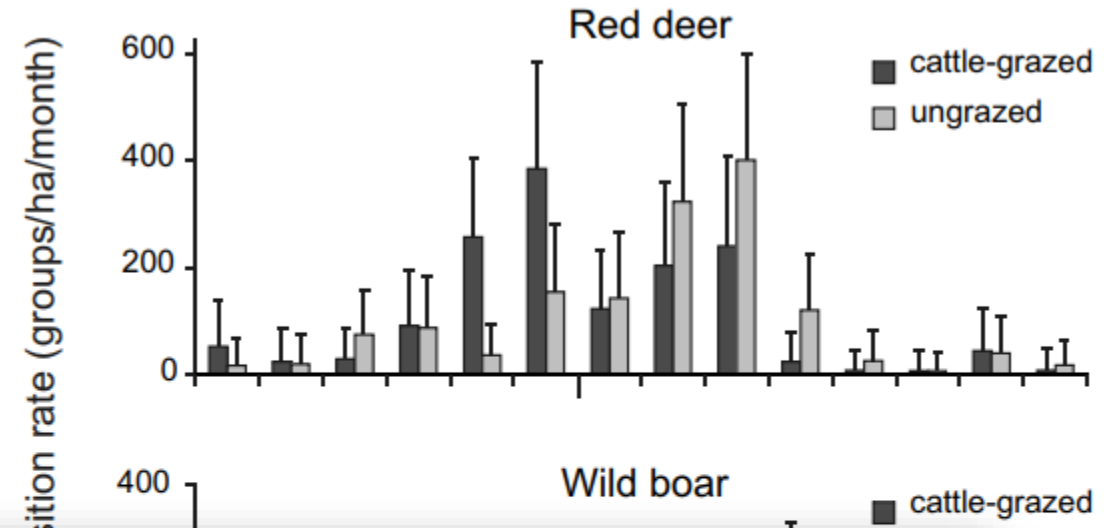 Red deer
600
400
200
0
cattle-grazed
ungrazed
sition rate (groups/ha/month)
Wild boar
400
cattle-grazed